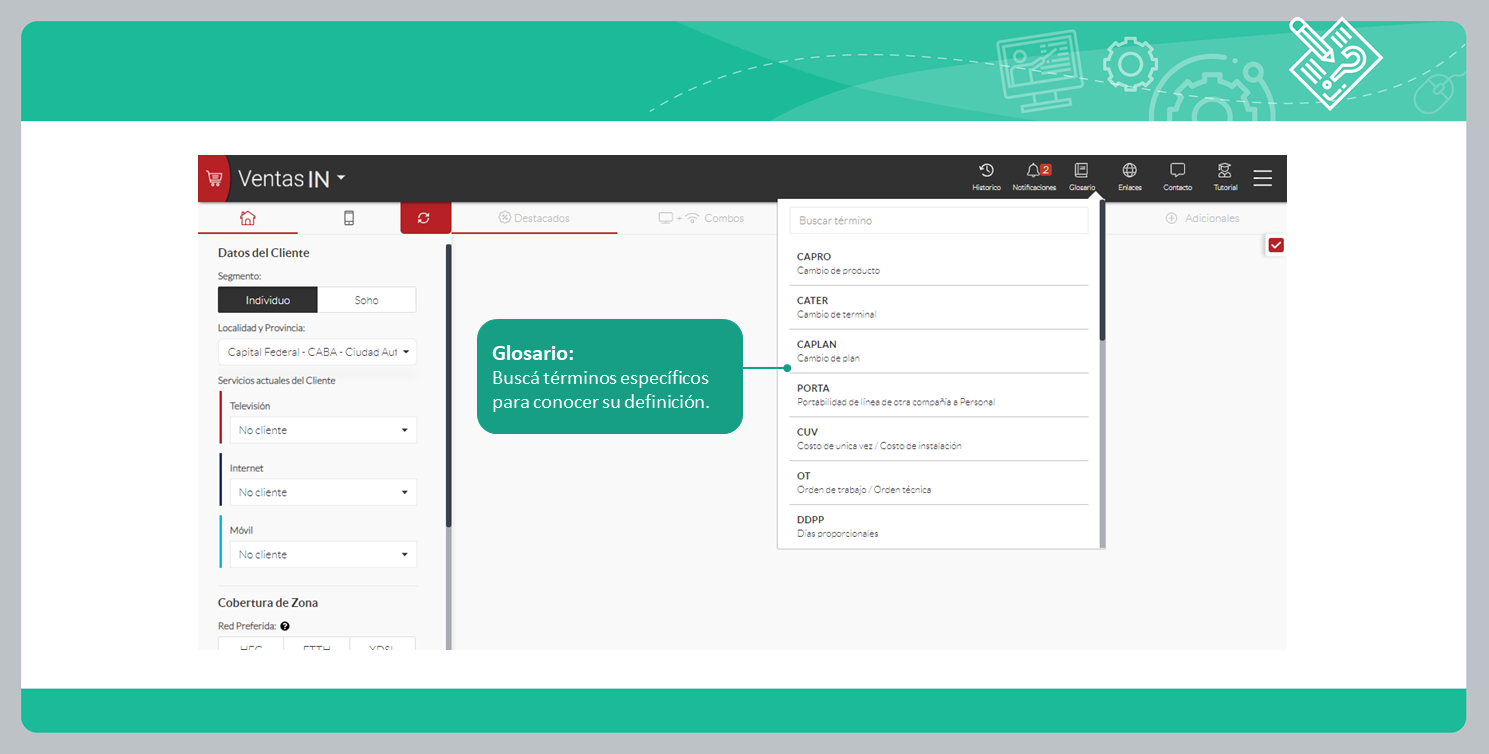 Ventas IN
Historico
2
Notificaciones
Glosario
Enlaces
Contacto
Tutorial
Destacados
+
Combos
Adicionales
Datos del Cliente
Segmento:
Individuo
Soho
Localidad y Provincia:
Capital Federal - CABA - Ciudad Aut
Servicios actuales del Cliente
Televisión
No cliente
Internet
No cliente
Móvil
No cliente
Cobertura de Zona
Red Preferida: ?
HFC
FTTH
XDSL
Glosario:
Buscá términos específicos
para conocer su definición.
Buscar término
CAPRO
Cambio de producto
CATER
Cambio de terminal
CAPLAN
Cambio de plan
PORTA
Portabilidad de línea de otra compañía a Personal
CUV
Costo de unica vez / Costo de instalación
OT
Orden de trabajo / Orden técnica
DDPP
Dias proporcionales